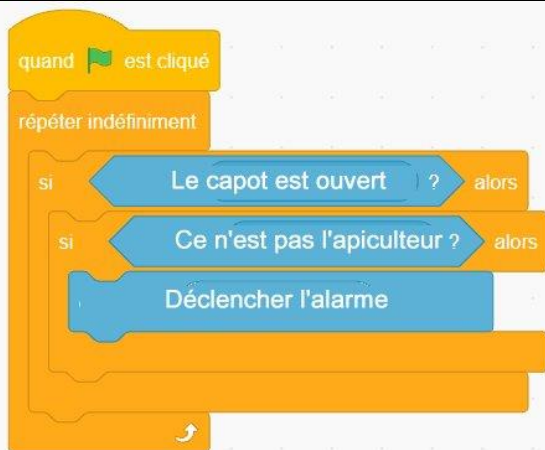 quand est cliqué
répéter indéfiniment
si Le capot est ouvert ? alors
si Ce n'est pas l'apiculteur ? alors
Déclencher l'alarme